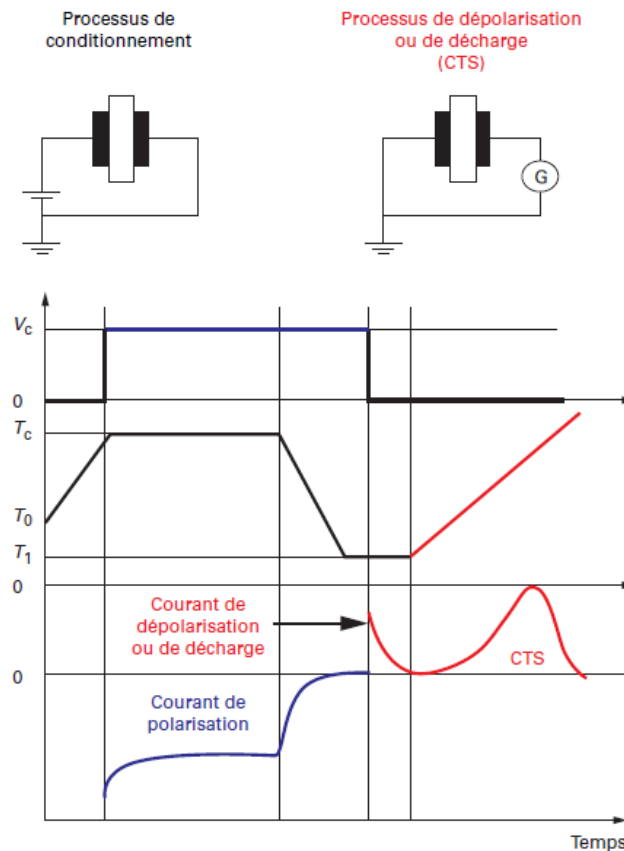 Processus de
conditionnement
Processus de dépolarisation
ou de décharge
(CTS)
G
Vc
0
Tc
T0
T1
0
Courant de
dépolarisation
ou de décharge
CTS
0
Courant de
polarisation
Temps